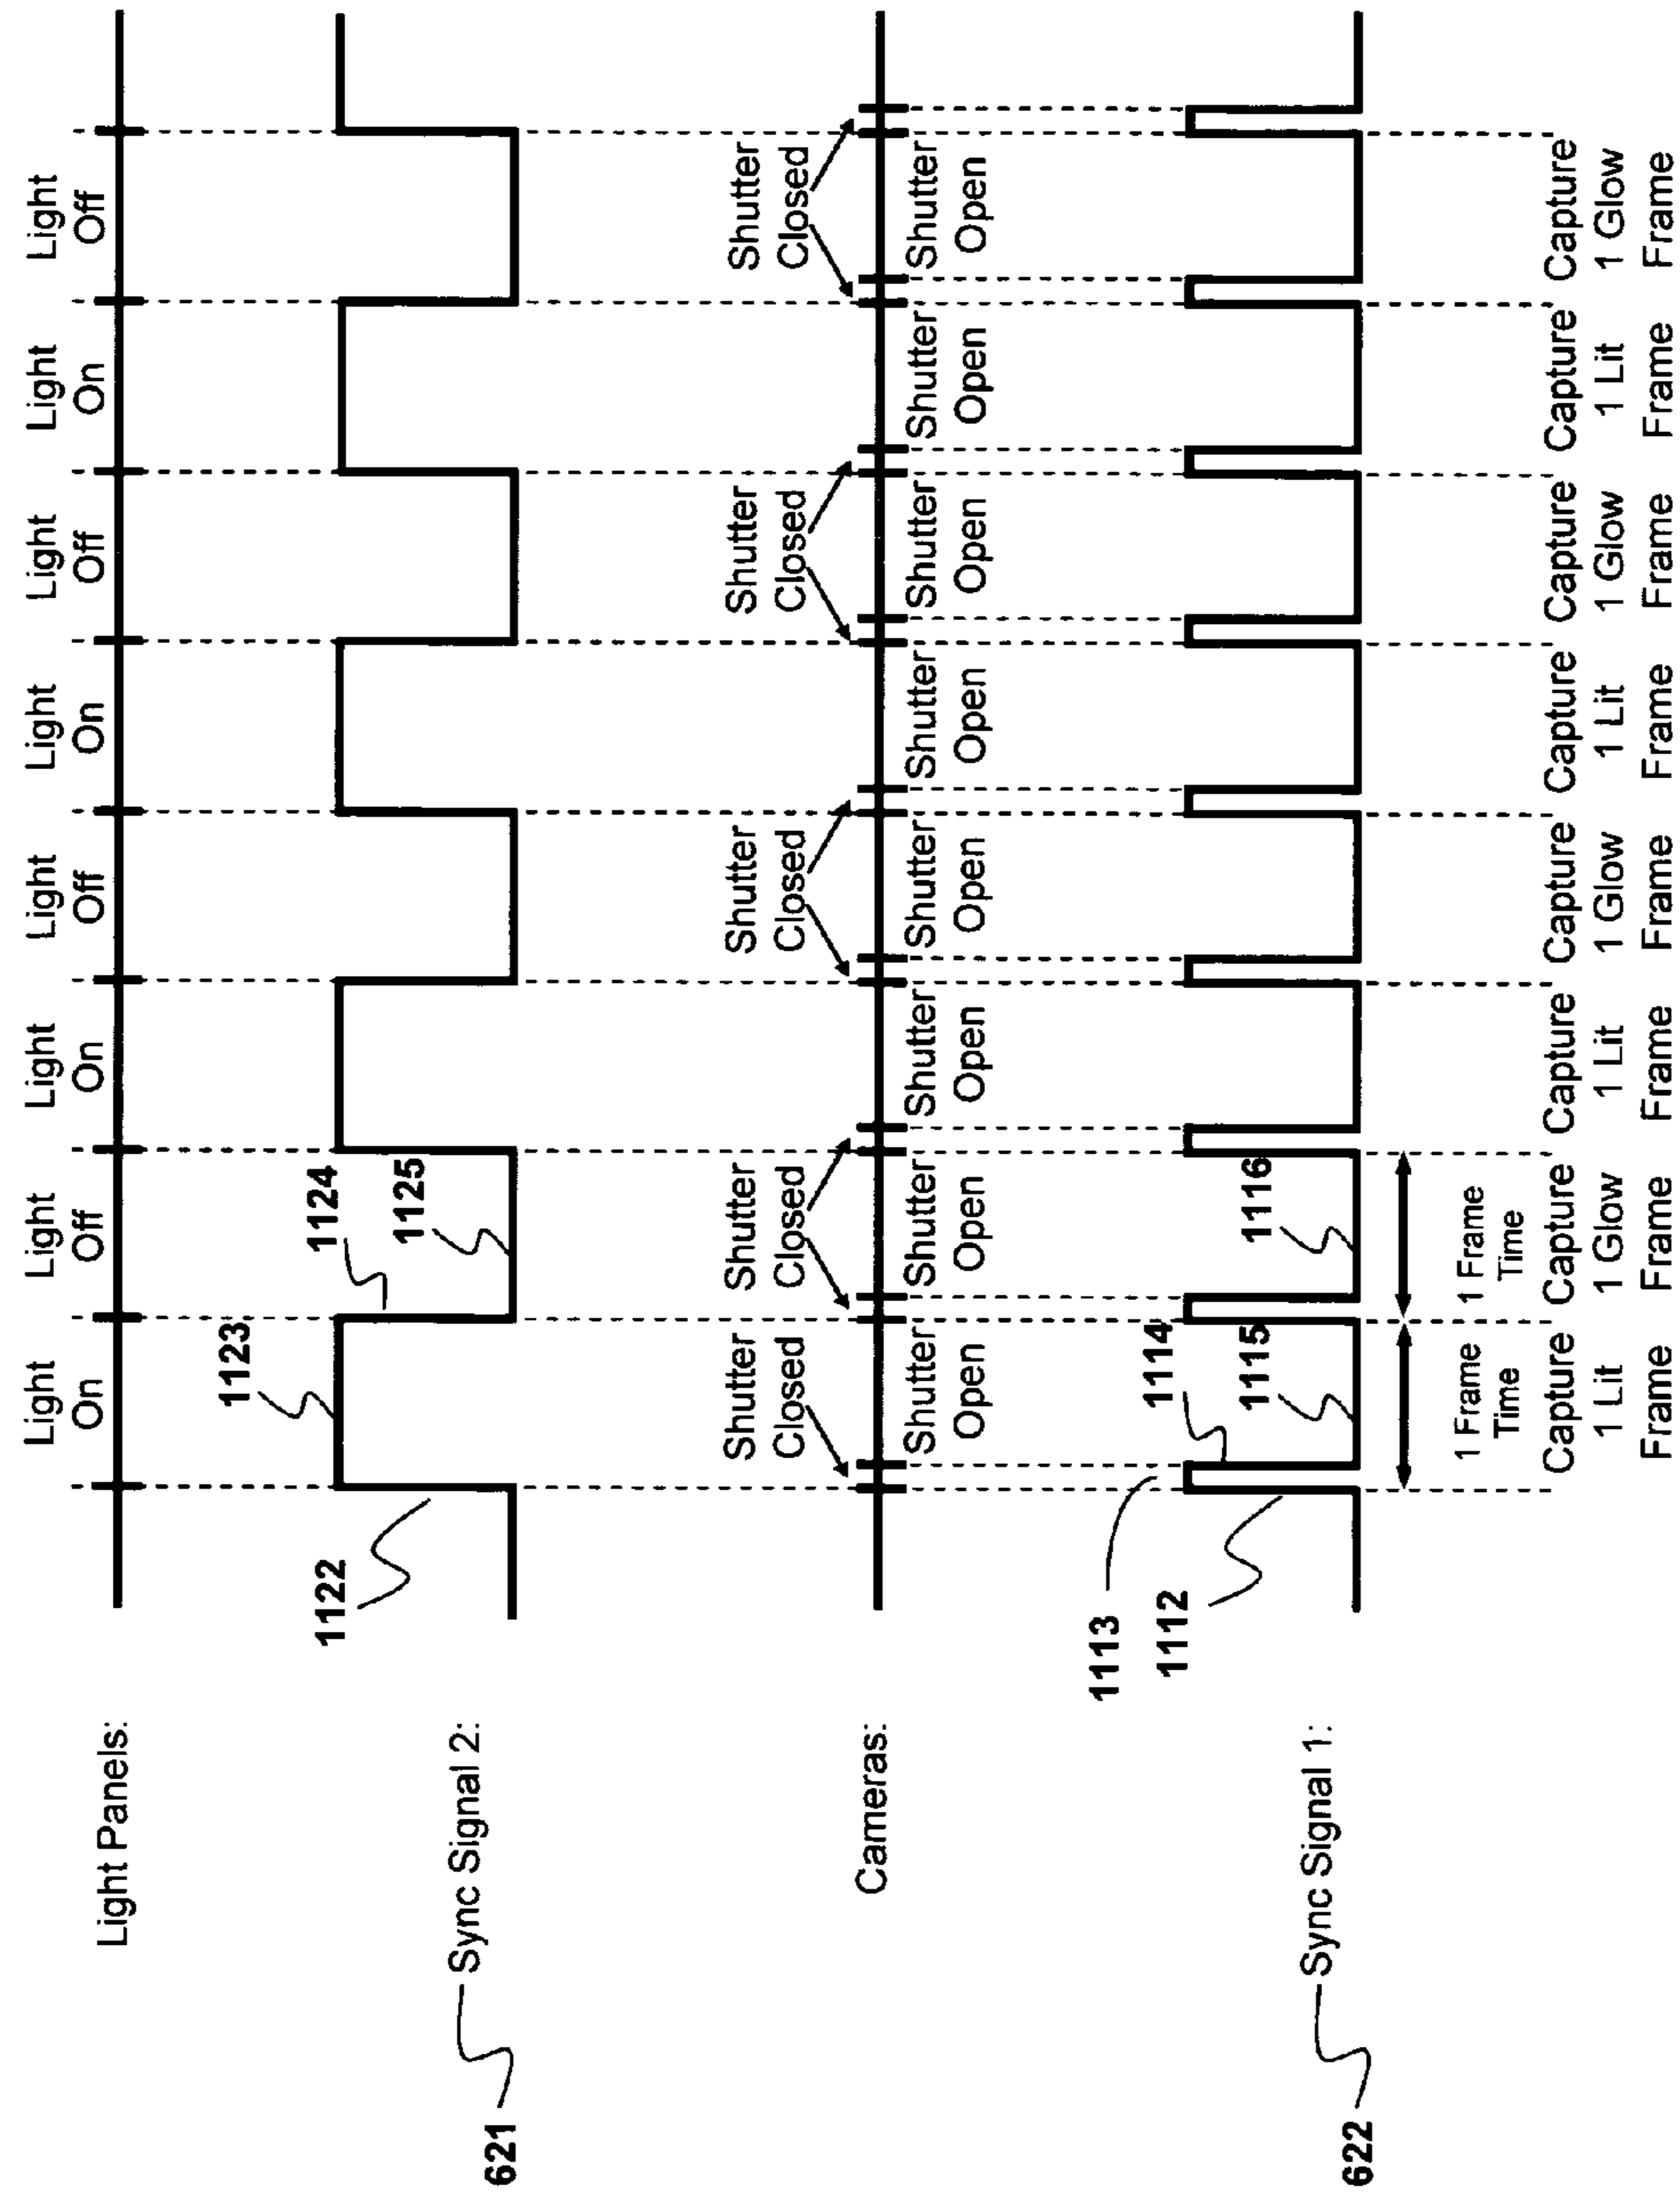 Light Panels:
Light
On
Light
Off
Light
On
Light
Off
Light
On
Light
Off
Light
On
Light
Off
621
Sync Signal 2:
1122
1123
1124
1125
Cameras:
Shutter
Closed
Shutter
Closed
Shutter
Closed
Shutter
Closed
Shutter
Closed
Shutter
Open
Shutter
Open
Shutter
Open
Shutter
Open
Shutter
Open
Shutter
Open
Shutter
Open
Shutter
Open
622
Sync Signal 1:
1113
1112
1114
1115
1116
1 Frame
Time
1 Frame
Time
Capture
1 Lit
Frame
Capture
1 Glow
Frame
Capture
1 Lit
Frame
Capture
1 Glow
Frame
Capture
1 Lit
Frame
Capture
1 Glow
Frame
Capture
1 Lit
Frame
Capture
1 Glow
Frame